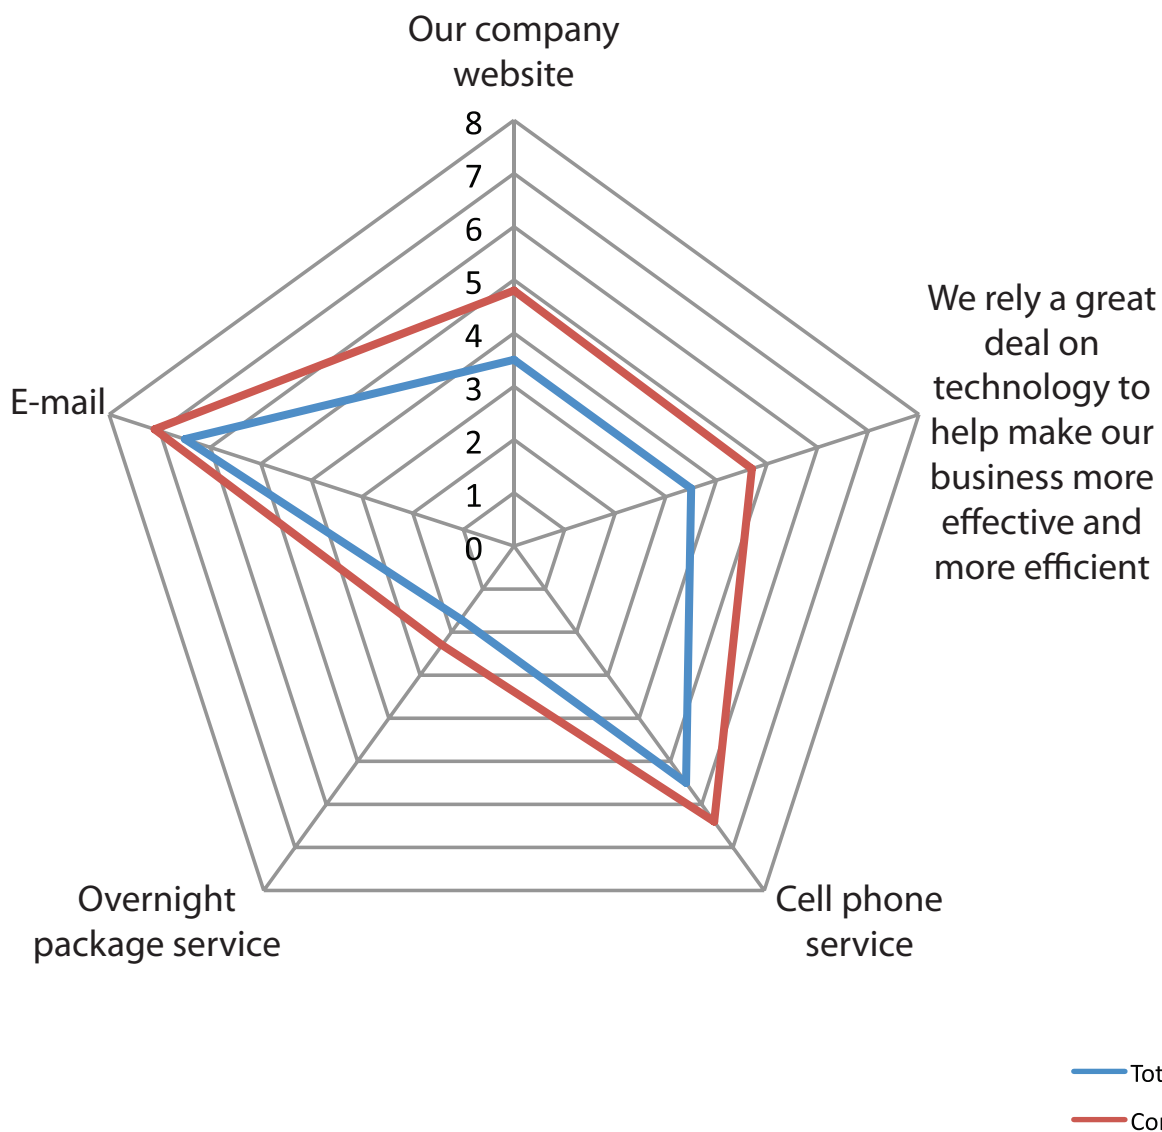 Our company
website
8
7
6
5
4
3
2
1
0
We rely a great
deal on
technology to
help make our
business more
effective and
more efficient
E-mail
Overnight
package service
Cell phone
service